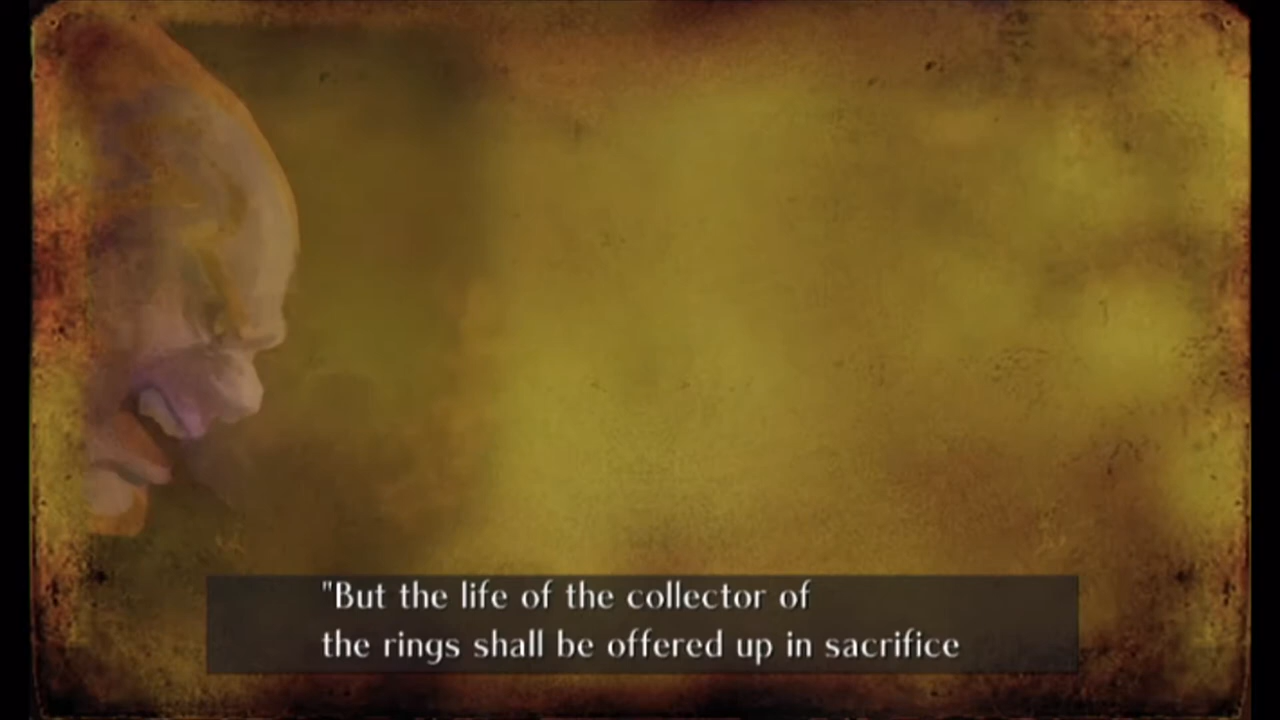 "But the life of the collector of
the rings shall be offered up in sacrifice